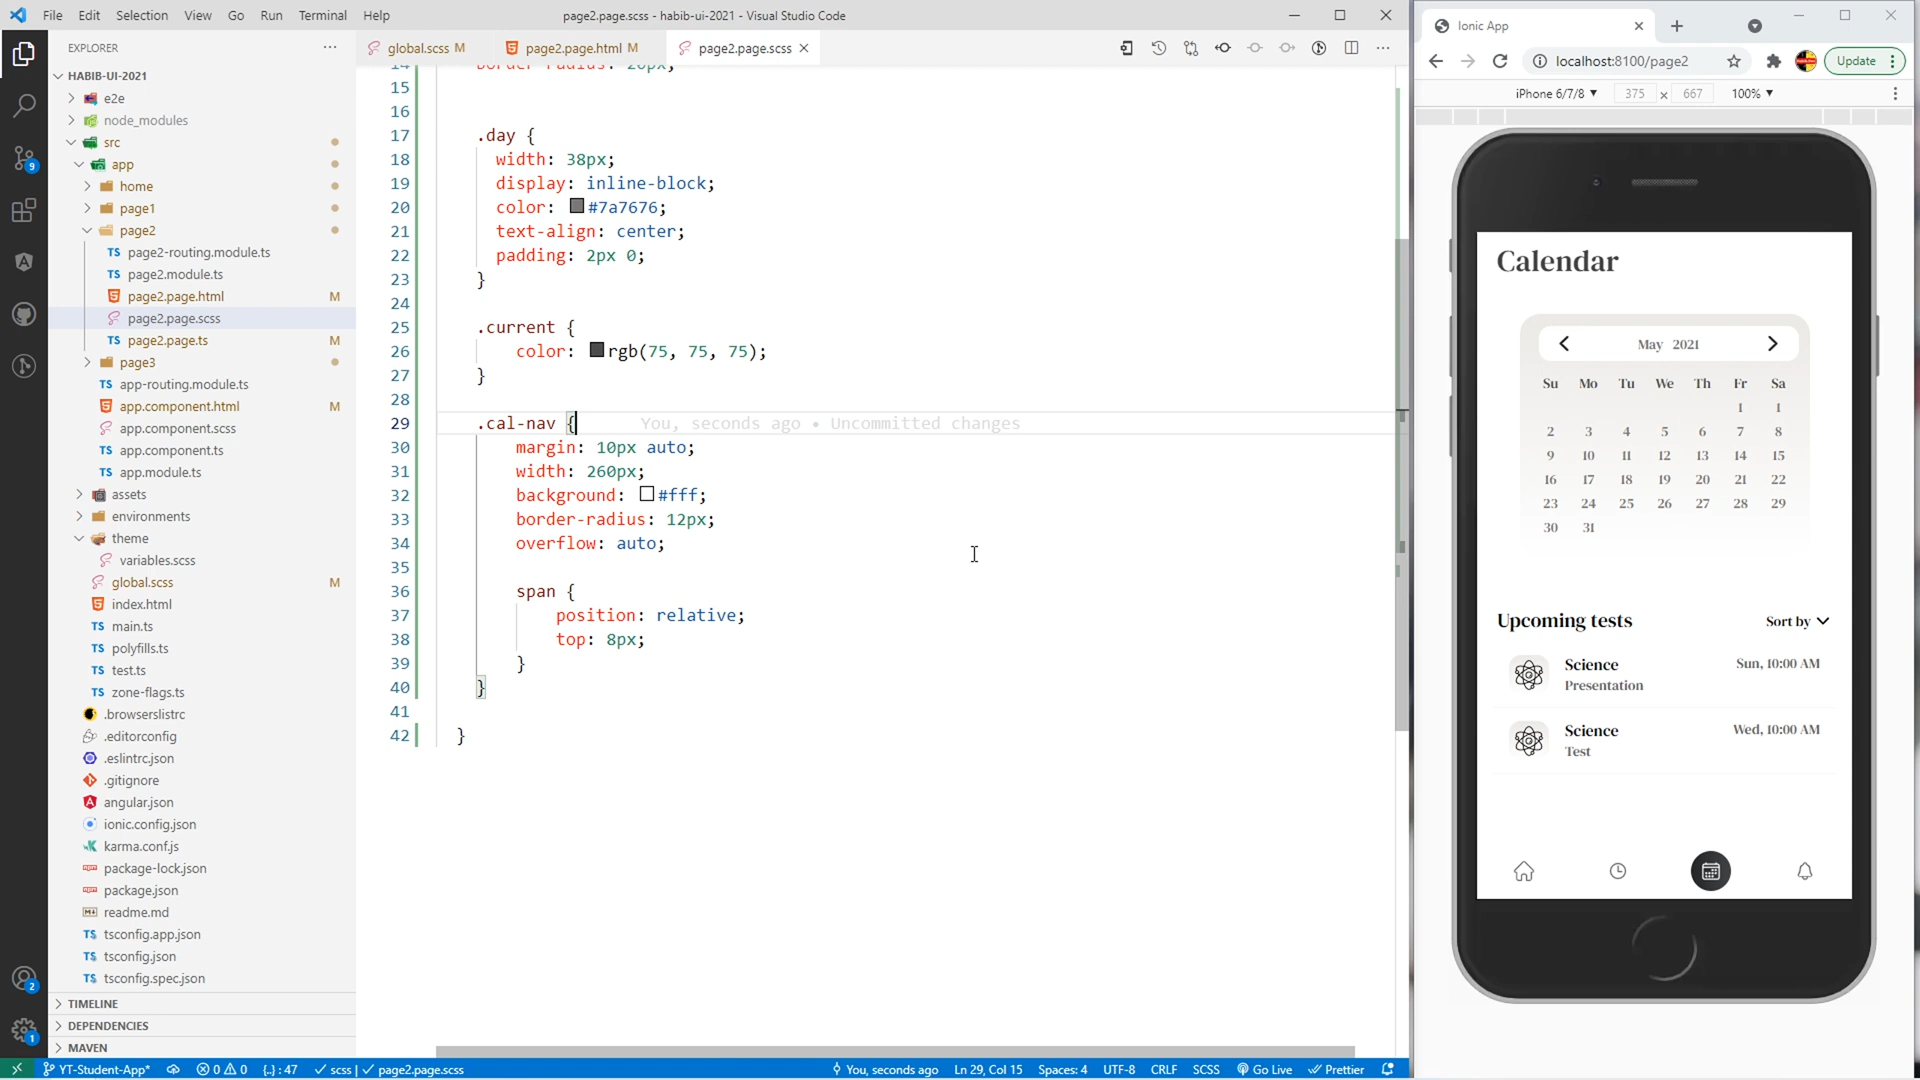 File Edit Selection View Go Run Terminal Help
page2.page.scss - habib-ui-2021 - Visual Studio Code
EXPLORER
HABIB-UI-2021
e2e
node_modules
src
app
home
page1
page2
page2-routing.module.ts
page2.module.ts
page2.page.html M
page2.page.scss
page2.page.ts M
page3
app-routing.module.ts
app.component.html M
app.component.scss
app.component.ts
app.module.ts
assets
environments
theme
variables.scss
global.scss M
index.html
main.ts
polyfills.ts
test.ts
zone-flags.ts
.browserslistrc
.editorconfig
.eslintrc.json
.gitignore
angular.json
ionic.config.json
karma.conf.js
package-lock.json
package.json
readme.md
tsconfig.app.json
tsconfig.json
tsconfig.spec.json
TIMELINE
DEPENDENCIES
MAVEN
global.scss M
page2.page.html M
page2.page.scss
14 border-radius: 20px;
15
16
17 .day {
18 width: 38px;
19 display: inline-block;
20 color: #7a7676;
21 text-align: center;
22 padding: 2px 0;
23 }
24
25 .current {
26 color: rgb(75, 75, 75);
27 }
28
29 .cal-nav { You, seconds ago • Uncommitted changes
30 margin: 10px auto;
31 width: 260px;
32 background: #fff;
33 border-radius: 12px;
34 overflow: auto;
35
36 span {
37 position: relative;
38 top: 8px;
39 }
40 }
41
42 }
YT-Student-App* 0 0 {..} : 47 scss | page2.page.scss
You, seconds ago Ln 29, Col 15 Spaces: 4 UTF-8 CRLF SCSS Go Live Prettier
9
2
1
Ionic App
localhost:8100/page2
Update
iPhone 6/7/8 375 x 667 100%
Calendar
May 2021
Su Mo Tu We Th Fr Sa
1 1
2 3 4 5 6 7 8
9 10 11 12 13 14 15
16 17 18 19 20 21 22
23 24 25 26 27 28 29
30 31
Upcoming tests Sort by
Science Sun, 10:00 AM
Presentation
Science Wed, 10:00 AM
Test